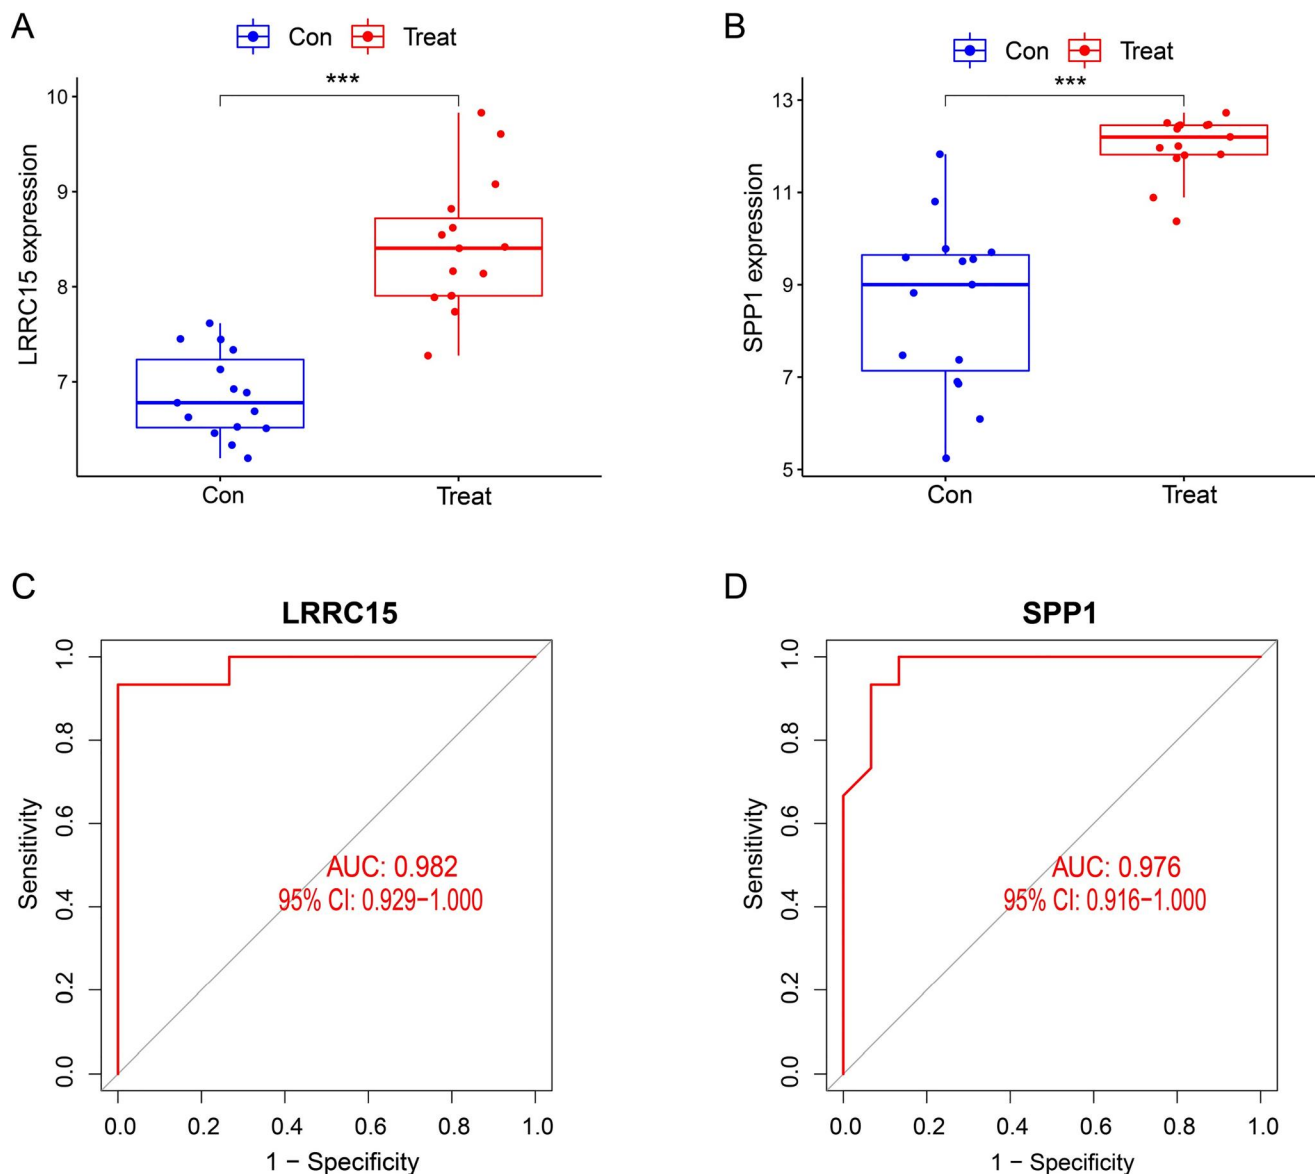 A
Con Treat
***
LRRC15 expression
10
9
8
7
Con Treat
B
Con Treat
***
SPP1 expression
13
11
9
7
5
Con Treat
C
LRRC15
Sensitivity
1.0
0.8
0.6
0.4
0.2
0.0
AUC: 0.982
95% CI: 0.929−1.000
0.0 0.2 0.4 0.6 0.8 1.0
1 − Specificity
D
SPP1
Sensitivity
1.0
0.8
0.6
0.4
0.2
0.0
AUC: 0.976
95% CI: 0.916−1.000
0.0 0.2 0.4 0.6 0.8 1.0
1 − Specificity